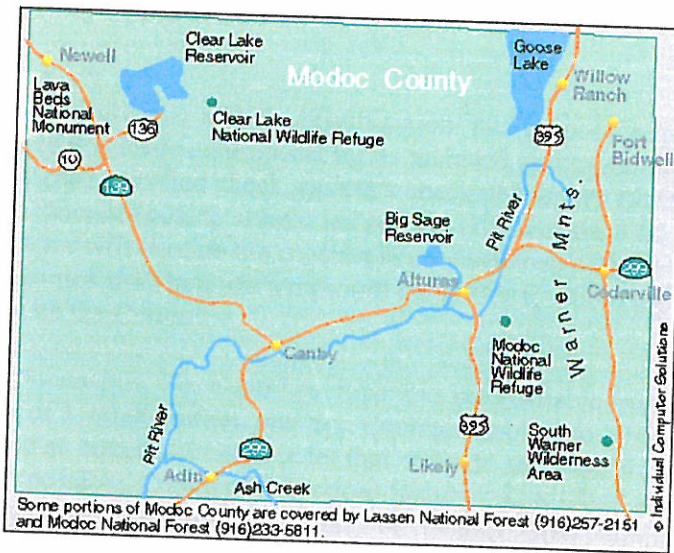 Newell
Clear Lake
Reservoir
Goose
Lake
Modoc County
Willow
Ranch
Lava
Beds
National
Monument
136
Clear Lake
National Wildlife Refuge
395
Fort
Bidwell
10
139
Pit River
Warner Mnts.
Big Sage
Reservoir
299
Alturas
Cedarville
Canby
Modoc
National
Wildlife
Refuge
Pit River
395
299
South
Warner
Wilderness
Area
Adin
Ash Creek
Likely
© Individual Computer Solutions
Some portions of Modoc County are covered by Lassen National Forest (916)257-2151
and Modoc National Forest (916)233-5811.